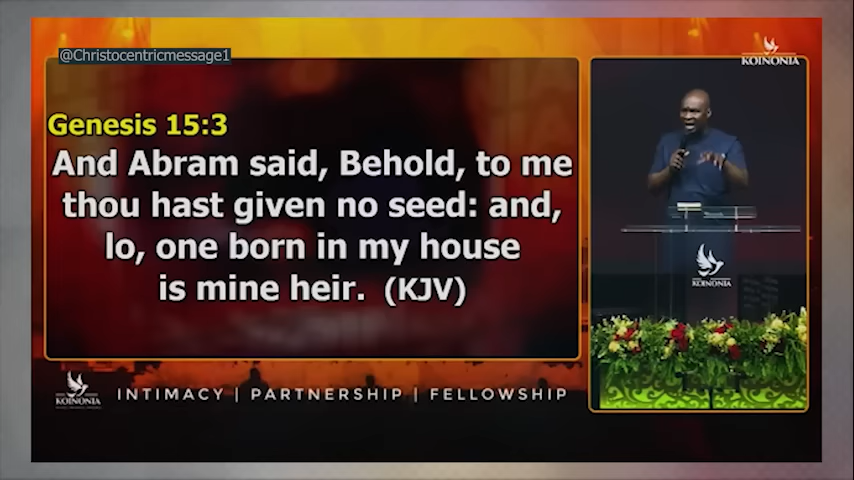 @Christocentricmessage1
KOINONIA
Genesis 15:3
And Abram said, Behold, to me
thou hast given no seed: and,
lo, one born in my house
is mine heir. (KJV)
KOINONIA
KOINONIA
INTIMACY | PARTNERSHIP | FELLOWSHIP